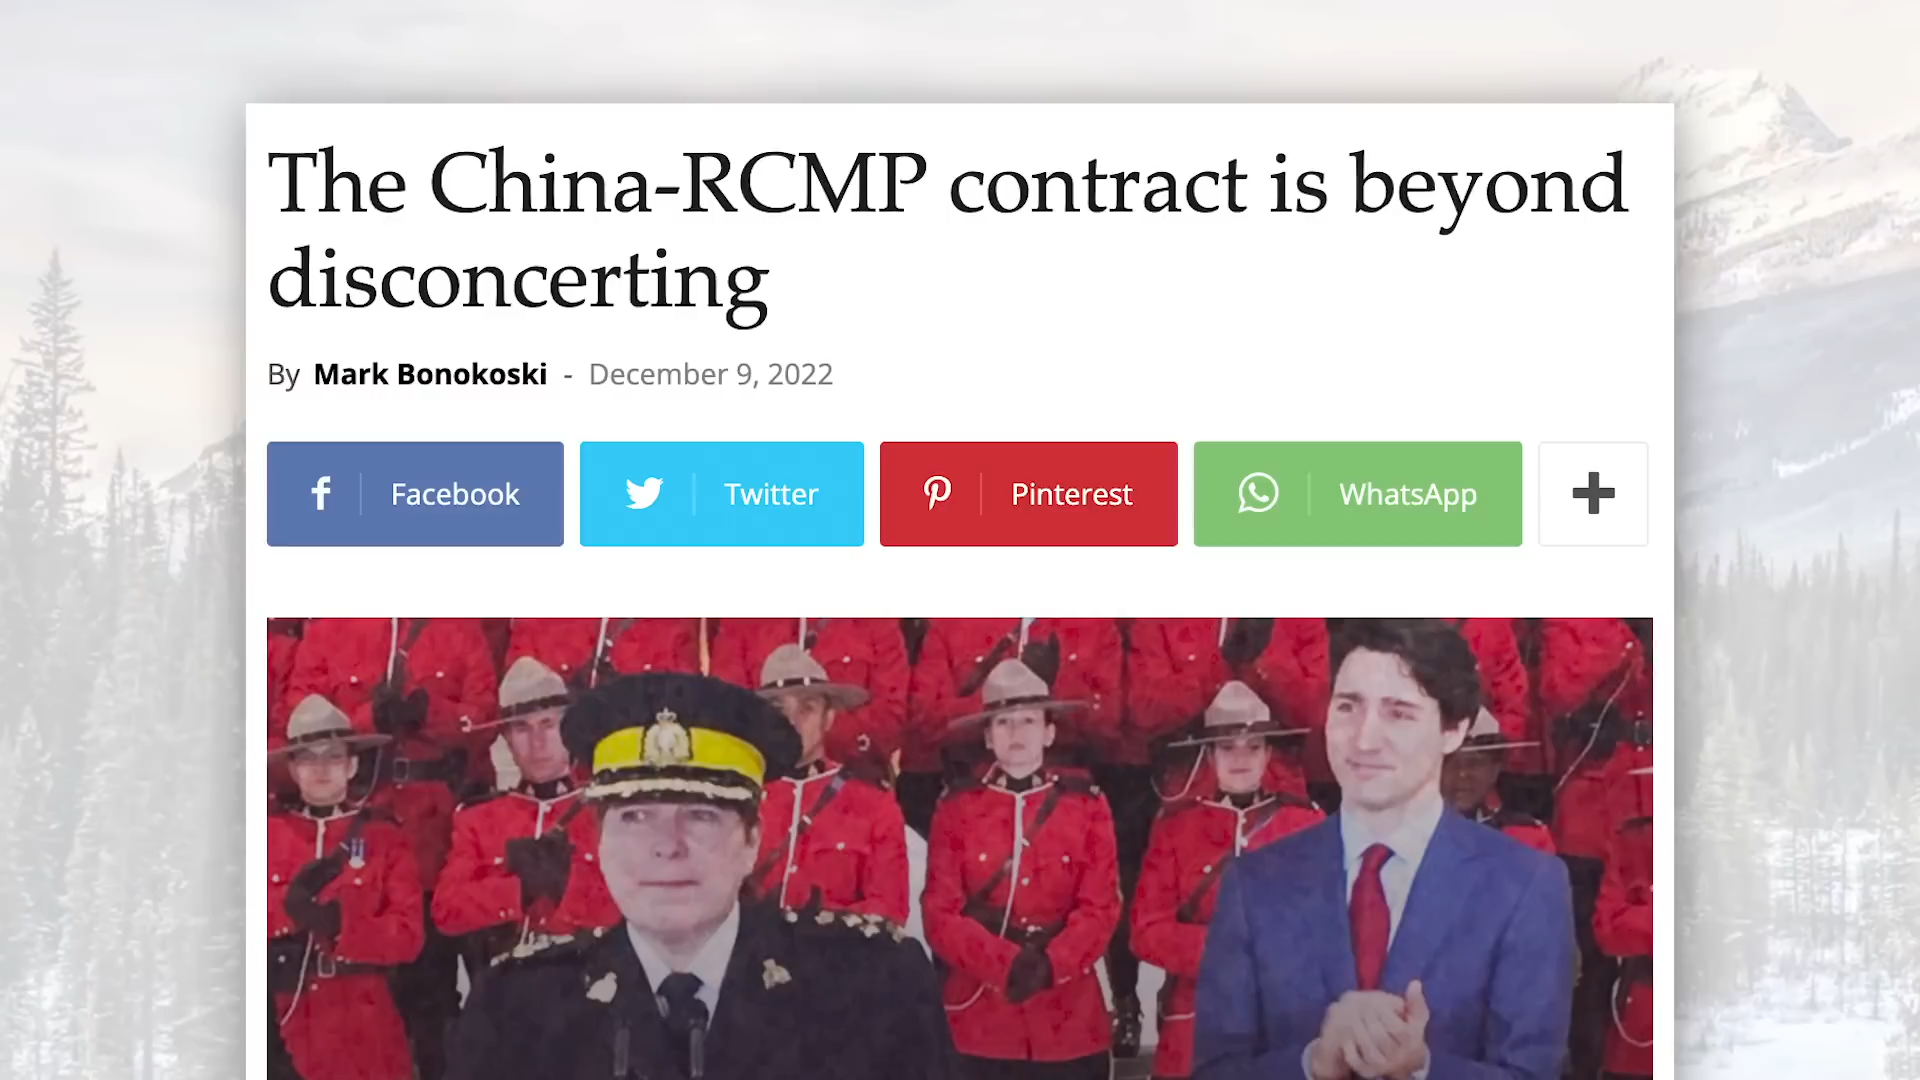 The China-RCMP contract is beyond
disconcerting
By Mark Bonokoski - December 9, 2022
Facebook
Twitter
Pinterest
WhatsApp